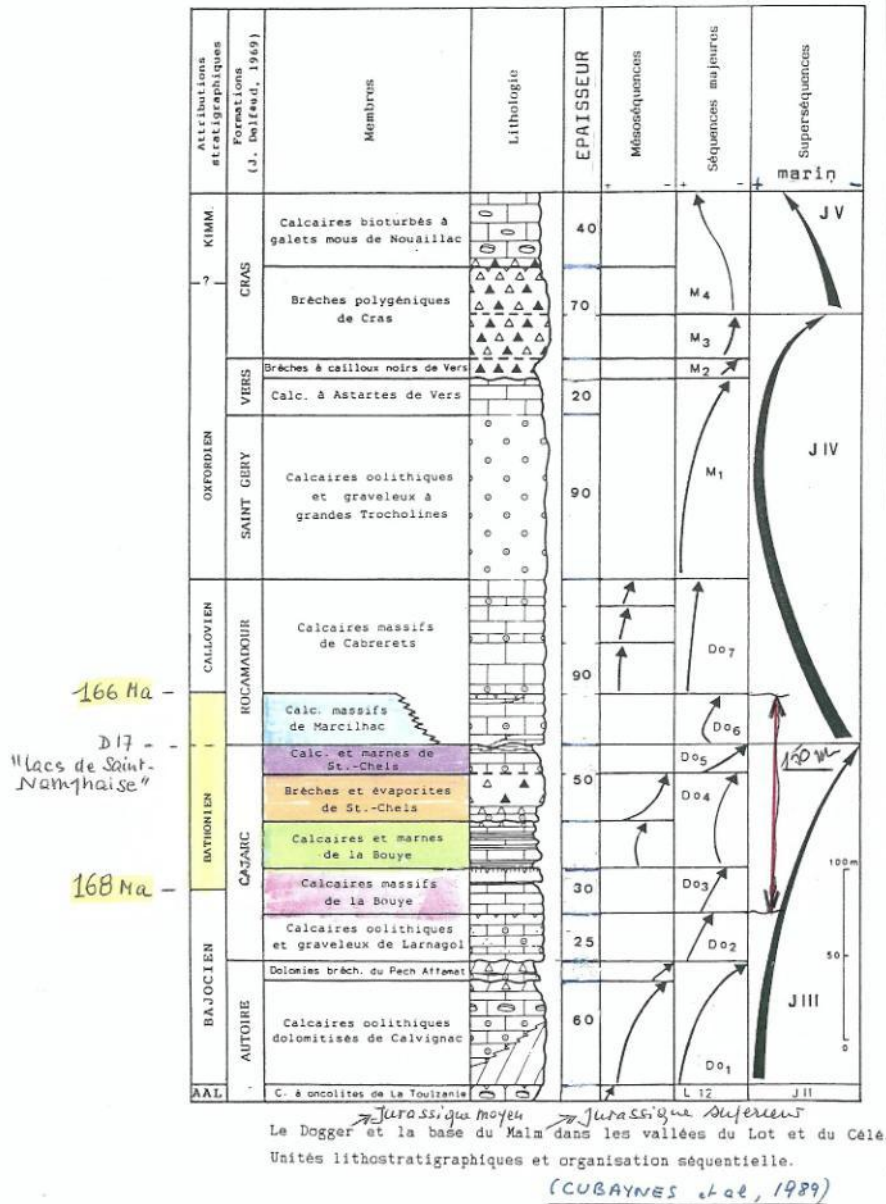 Attributions
stratigraphiques
Formations
(J. Delfaud, 1969)
Membres
Lithologie
EPAISSEUR
Mésoséquences
Séquences majeures
Superséquences
+ -
+ -
+ marin -
KIMM.
?
OXFORDIEN
CALLOVIEN
BATHONIEN
BAJOCIEN
AAL
CRAS
VERS
SAINT GERY
ROCAMADOUR
CAJARC
AUTOIRE
Calcaires bioturbés à
galets mous de Nouaillac
40
J V
Brèches polygéniques
de Cras
70
M4
M3
Brèches à cailloux noirs de Vers
M2
Calc. à Astartes de Vers
20
Calcaires oolithiques
et graveleux à
grandes Trocholines
90
M1
J IV
Calcaires massifs
de Cabrerets
90
Do7
166 Ma -
Calc. massifs
de Marcilhac
Do6
D17 -
"lacs de Saint-
Namphaise"
Calc. et marnes de
St.-Chels
50
Do5
150 m
Brèches et évaporites
de St.-Chels
Do4
Calcaires et marnes
de la Bouye
100m
168 Ma -
Calcaires massifs
de la Bouye
30
Do3
Calcaires oolithiques
et graveleux de Larnagol
25
Do2
50
Dolomies bréch. du Pech Affamat
Calcaires oolithiques
dolomitisés de Calvignac
60
Do1
J III
0
C. à oncolites de La Toulzanie
L 12
J II
Jurassique moyen
Jurassique supérieur
Le Dogger et la base du Malm dans les vallées du Lot et du Célé
Unités lithostratigraphiques et organisation séquentielle.
(CUBAYNES et al, 1989)